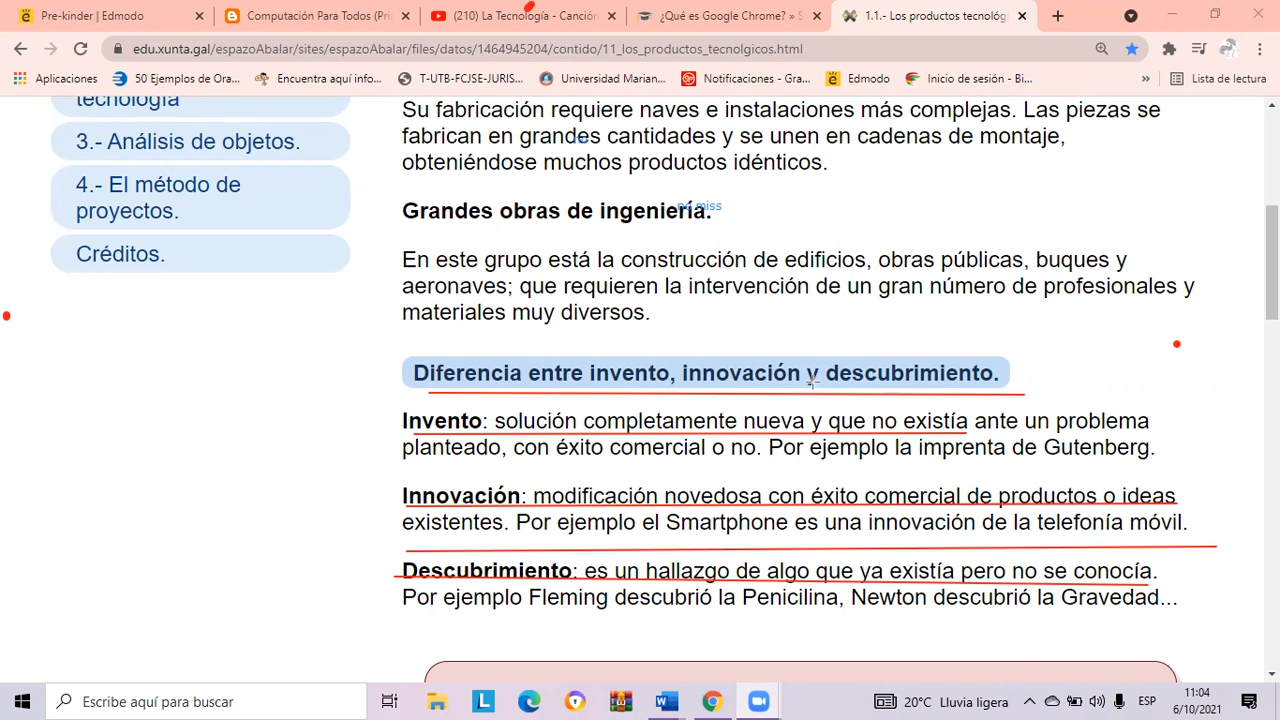 Pre-kinder | Edmodo
Computación Para Todos (Pri
(210) La Tecnología - Canción
¿Qué es Google Chrome? » S
1.1.- Los productos tecnológ
edu.xunta.gal/espazoAbalar/sites/espazoAbalar/files/datos/1464945204/contido/11_los_productos_tecnolgicos.html
Aplicaciones
50 Ejemplos de Ora...
Encuentra aquí info...
T-UTB-FCJSE-JURIS...
Universidad Marian...
Notificaciones - Gra...
Edmodo
Inicio de sesión - Bi...
»
Lista de lectura
tecnología
3.- Análisis de objetos.
4.- El método de
proyectos.
Créditos.
Su fabricación requiere naves e instalaciones más complejas. Las piezas se
fabrican en grandes cantidades y se unen en cadenas de montaje,
obteniéndose muchos productos idénticos.
no miss
Grandes obras de ingeniería.
En este grupo está la construcción de edificios, obras públicas, buques y
aeronaves; que requieren la intervención de un gran número de profesionales y
materiales muy diversos.
Diferencia entre invento, innovación y descubrimiento.
Invento: solución completamente nueva y que no existía ante un problema
planteado, con éxito comercial o no. Por ejemplo la imprenta de Gutenberg.
Innovación: modificación novedosa con éxito comercial de productos o ideas
existentes. Por ejemplo el Smartphone es una innovación de la telefonía móvil.
Descubrimiento: es un hallazgo de algo que ya existía pero no se conocía.
Por ejemplo Fleming descubrió la Penicilina, Newton descubrió la Gravedad...
Escribe aquí para buscar
20°C Lluvia ligera
ESP
11:04
6/10/2021